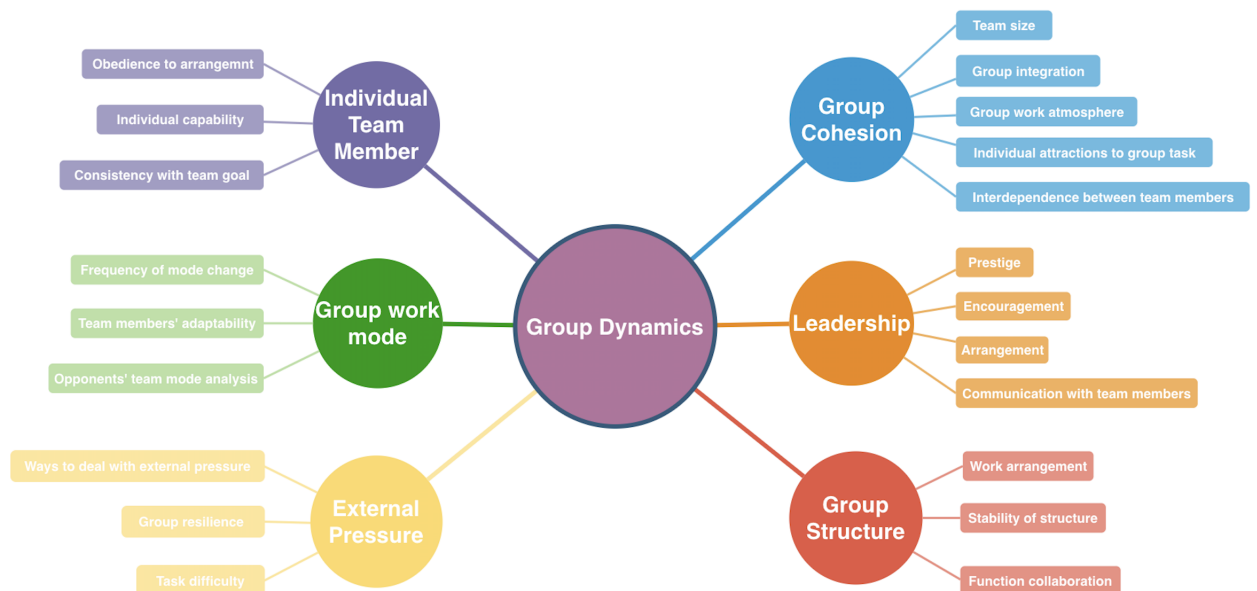 Obedience to arrangemnt
Individual capability
Consistency with team goal
Individual
Team
Member
Frequency of mode change
Team members' adaptability
Opponents' team mode analysis
Group work
mode
Ways to deal with external pressure
Group resilience
Task difficulty
External
Pressure
Group Dynamics
Group
Cohesion
Team size
Group integration
Group work atmosphere
Individual attractions to group task
Interdependence between team members
Leadership
Prestige
Encouragement
Arrangement
Communication with team members
Group
Structure
Work arrangement
Stability of structure
Function collaboration